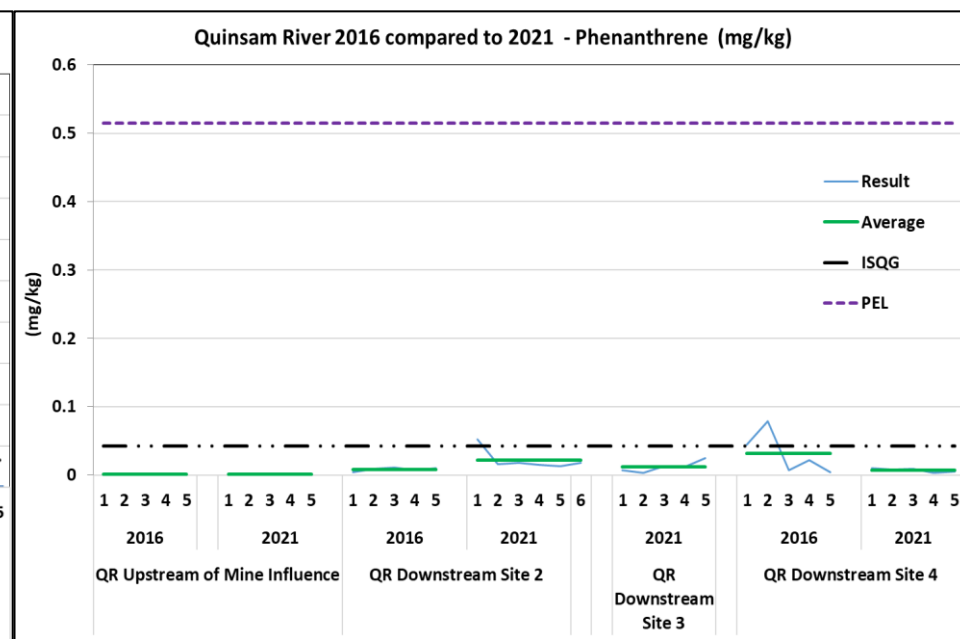 Quinsam River 2016 compared to 2021 - Phenanthrene (mg/kg)
0.6
0.5
0.4
0.3
0.2
0.1
0
(mg/kg)
Result
Average
ISQG
PEL
1 2 3 4 5 1 2 3 4 5 1 2 3 4 5 1 2 3 4 5 6 1 2 3 4 5 1 2 3 4 5 1 2 3 4 5
2016 2021 2016 2021 2021 2016 2021
QR Upstream of Mine Influence QR Downstream Site 2 QR Downstream Site 3 QR Downstream Site 4